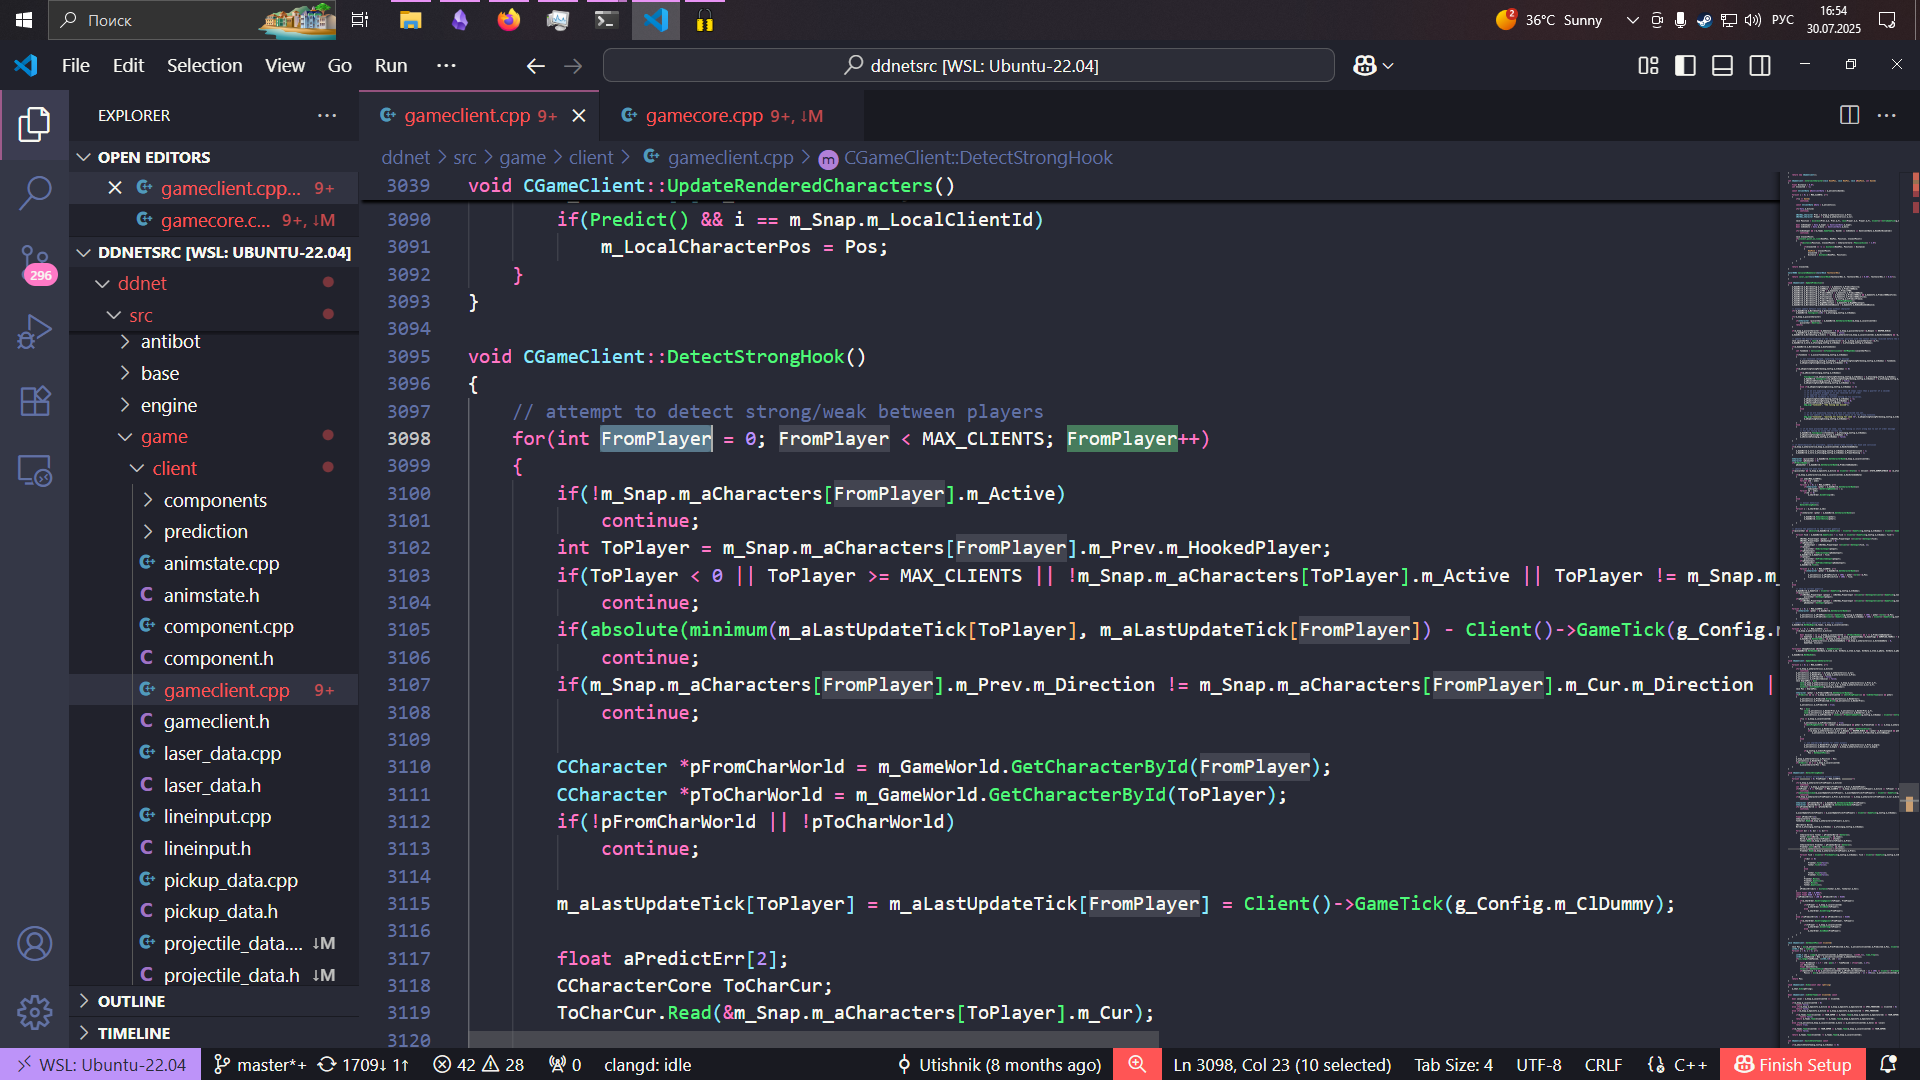 Поиск
2
36°C Sunny
РУС
16:54
30.07.2025
File Edit Selection View Go Run ···
ddnetsrc [WSL: Ubuntu-22.04]
EXPLORER
gameclient.cpp 9+
gamecore.cpp 9+, ↓M
ddnet > src > game > client > gameclient.cpp > m CGameClient::DetectStrongHook
OPEN EDITORS
gameclient.cpp... 9+
gamecore.c... 9+, ↓M
DDNETSRC [WSL: UBUNTU-22.04]
296
ddnet
src
antibot
base
engine
game
client
components
prediction
animstate.cpp
C animstate.h
component.cpp
C component.h
gameclient.cpp 9+
C gameclient.h
laser_data.cpp
C laser_data.h
lineinput.cpp
C lineinput.h
pickup_data.cpp
C pickup_data.h
projectile_data.... ↓M
C projectile_data.h ↓M
OUTLINE
TIMELINE
3039 void CGameClient::UpdateRenderedCharacters()
3090 if(Predict() && i == m_Snap.m_LocalClientId)
3091 m_LocalCharacterPos = Pos;
3092 }
3093 }
3094
3095 void CGameClient::DetectStrongHook()
3096 {
3097 // attempt to detect strong/weak between players
3098 for(int FromPlayer = 0; FromPlayer < MAX_CLIENTS; FromPlayer++)
3099 {
3100 if(!m_Snap.m_aCharacters[FromPlayer].m_Active)
3101 continue;
3102 int ToPlayer = m_Snap.m_aCharacters[FromPlayer].m_Prev.m_HookedPlayer;
3103 if(ToPlayer < 0 || ToPlayer >= MAX_CLIENTS || !m_Snap.m_aCharacters[ToPlayer].m_Active || ToPlayer != m_Snap.m_
3104 continue;
3105 if(absolute(minimum(m_aLastUpdateTick[ToPlayer], m_aLastUpdateTick[FromPlayer]) - Client()->GameTick(g_Config.
3106 continue;
3107 if(m_Snap.m_aCharacters[FromPlayer].m_Prev.m_Direction != m_Snap.m_aCharacters[FromPlayer].m_Cur.m_Direction |
3108 continue;
3109
3110 CCharacter *pFromCharWorld = m_GameWorld.GetCharacterById(FromPlayer);
3111 CCharacter *pToCharWorld = m_GameWorld.GetCharacterById(ToPlayer);
3112 if(!pFromCharWorld || !pToCharWorld)
3113 continue;
3114
3115 m_aLastUpdateTick[ToPlayer] = m_aLastUpdateTick[FromPlayer] = Client()->GameTick(g_Config.m_ClDummy);
3116
3117 float aPredictErr[2];
3118 CCharacterCore ToCharCur;
3119 ToCharCur.Read(&m_Snap.m_aCharacters[ToPlayer].m_Cur);
3120
WSL: Ubuntu-22.04 master*+ 1709↓ 1↑ 42 28 0 clangd: idle Utishnik (8 months ago) Ln 3098, Col 23 (10 selected) Tab Size: 4 UTF-8 CRLF {} C++ Finish Setup